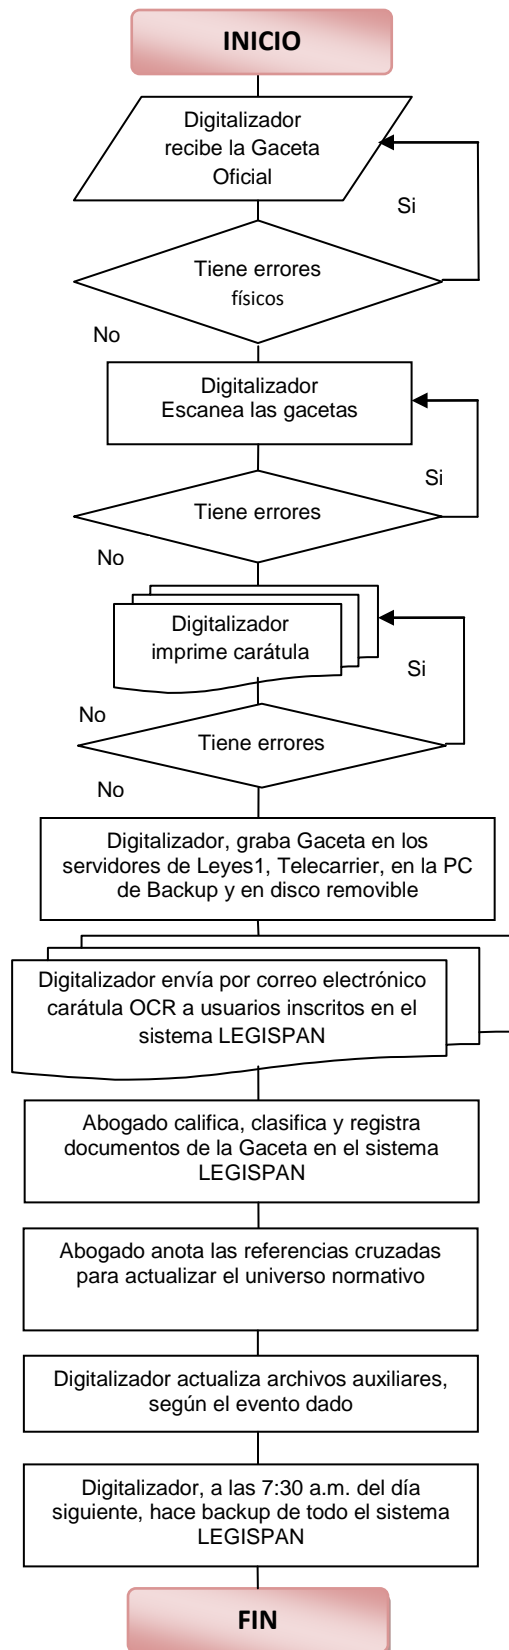 INICIO
Digitalizador
recibe la Gaceta
Oficial
Si
Tiene errores
físicos
No
Digitalizador
Escanea las gacetas
Si
Tiene errores
No
Digitalizador
imprime carátula
Si
No
Tiene errores
No
Digitalizador, graba Gaceta en los
servidores de Leyes1, Telecarrier, en la PC
de Backup y en disco removible
Digitalizador envía por correo electrónico
carátula OCR a usuarios inscritos en el
sistema LEGISPAN
Abogado califica, clasifica y registra
documentos de la Gaceta en el sistema
LEGISPAN
Abogado anota las referencias cruzadas
para actualizar el universo normativo
Digitalizador actualiza archivos auxiliares,
según el evento dado
Digitalizador, a las 7:30 a.m. del día
siguiente, hace backup de todo el sistema
LEGISPAN
FIN